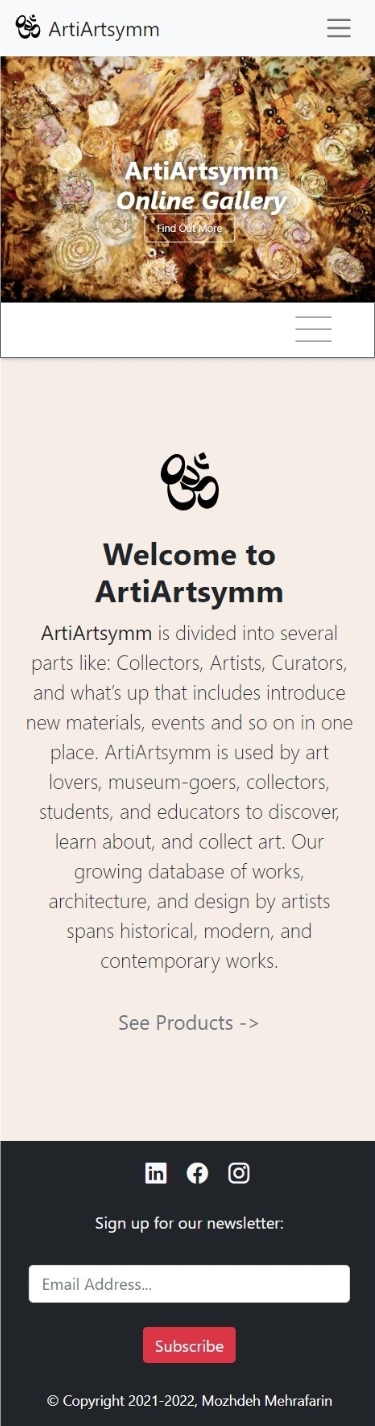 ArtiArtsymm
ArtiArtsymm
Online Gallery
Find Out More
Welcome to
ArtiArtsymm
ArtiArtsymm is divided into several
parts like: Collectors, Artists, Curators,
and what's up that includes introduce
new materials, events and so on in one
place. ArtiArtsymm is used by art
lovers, museum-goers, collectors,
students, and educators to discover,
learn about, and collect art. Our
growing database of works,
architecture, and design by artists
spans historical, modern, and
contemporary works.
See Products ->
Sign up for our newsletter:
Email Address...
Subscribe
© Copyright 2021-2022, Mozhdeh Mehrafarin